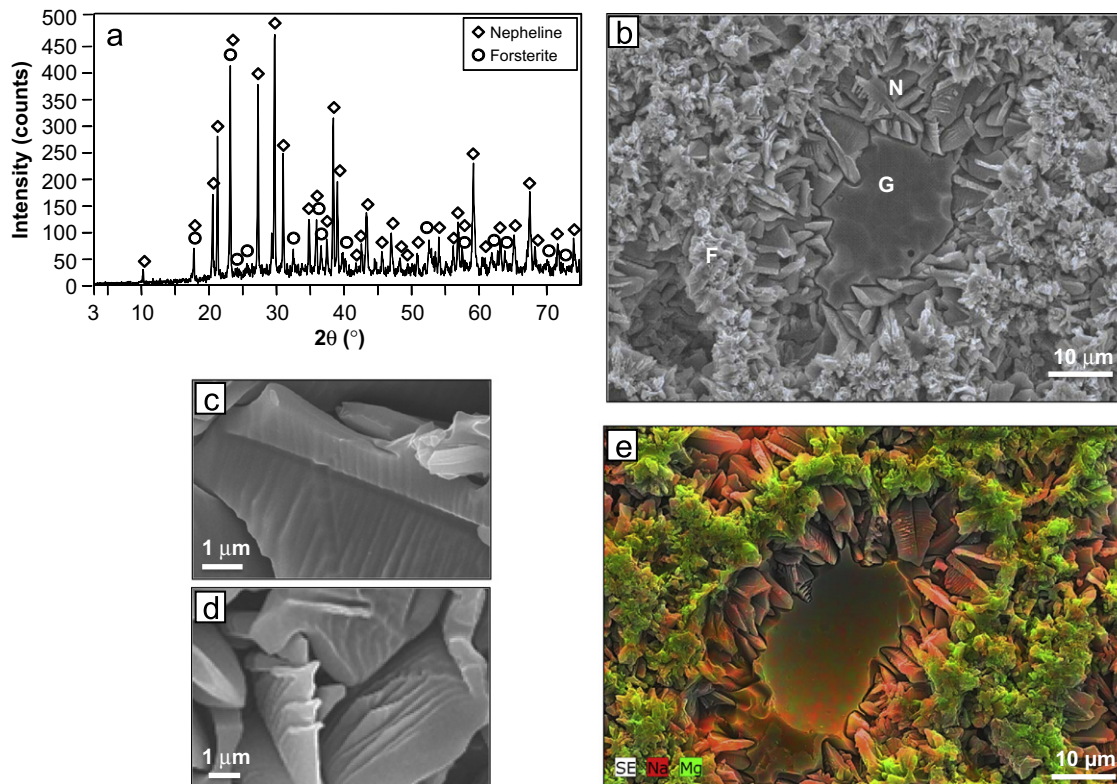 a
Intensity (counts)
500
450
400
350
300
250
200
150
100
50
0
3 10 20 30 40 50 60 70
2θ (°)
Nepheline
Forsterite
b
N
G
F
10 μm
c
1 μm
d
1 μm
e
SE Na Mg
10 μm